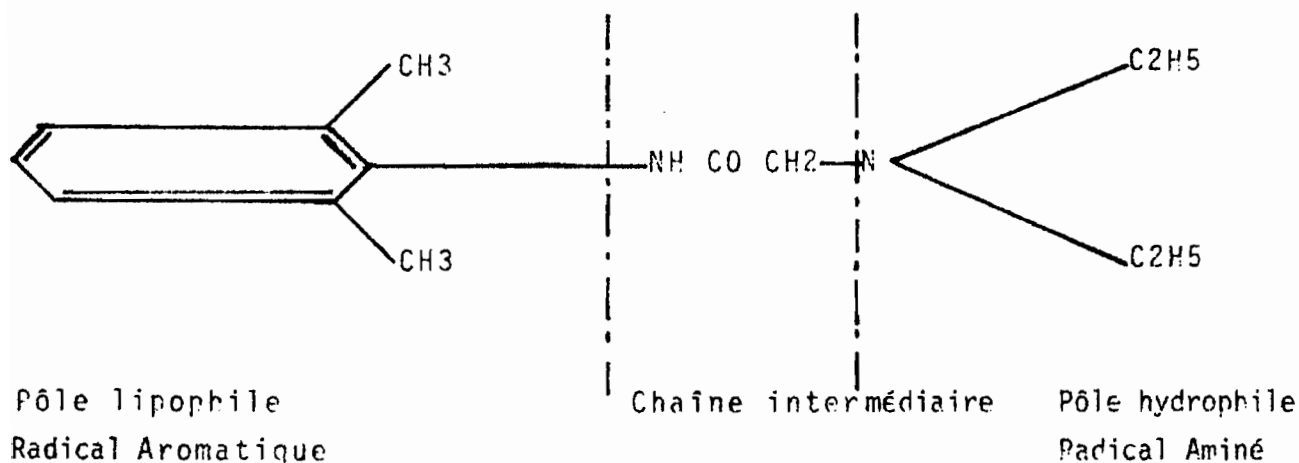 CH3
C2H5
NH CO CH2 N
CH3
C2H5
Pôle lipophile Chaîne intermédiaire Pôle hydrophile
Radical Aromatique Radical Aminé